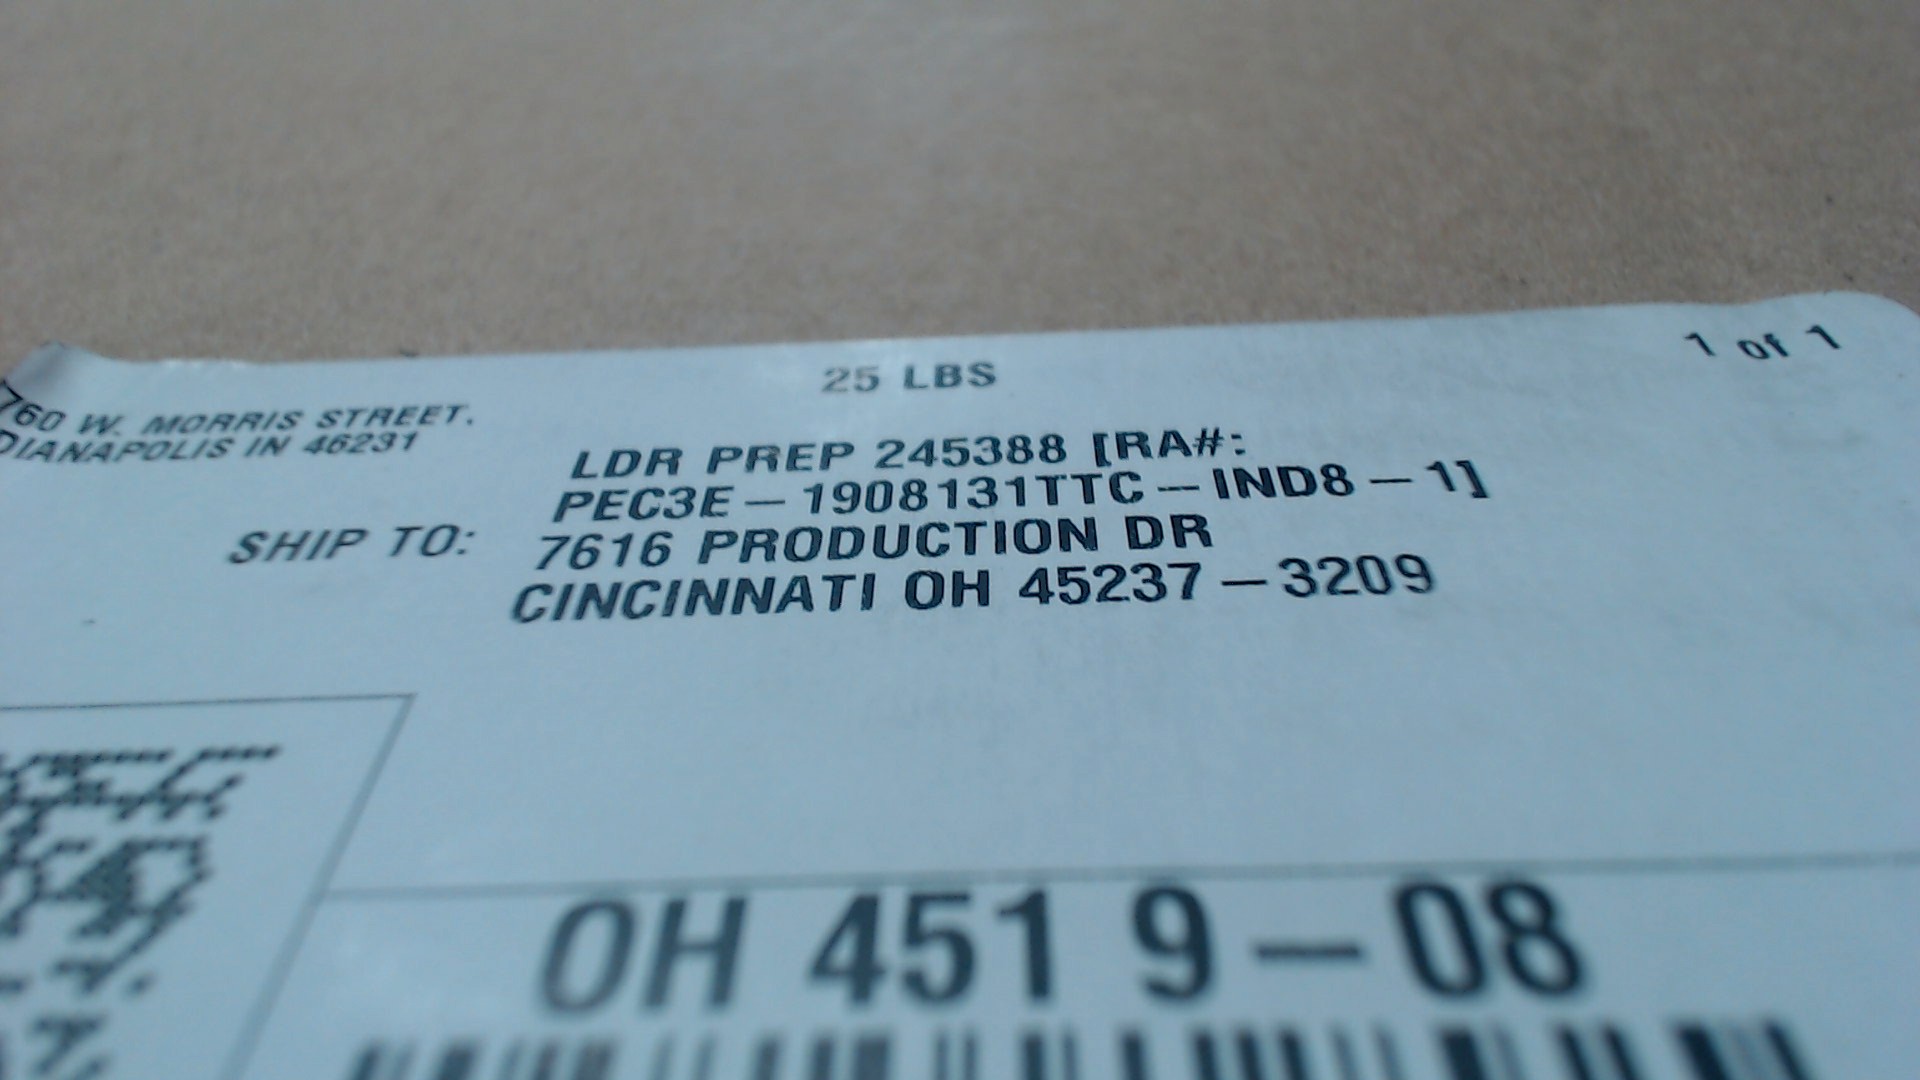 25 LBS
1 of 1
760 W. MORRIS STREET.
DIANAPOLIS IN 46231
LDR PREP 245388 [RA#:
PEC3E-1908131TTC-IND8-1]
SHIP TO: 7616 PRODUCTION DR
CINCINNATI OH 45237-3209
OH 451 9-08